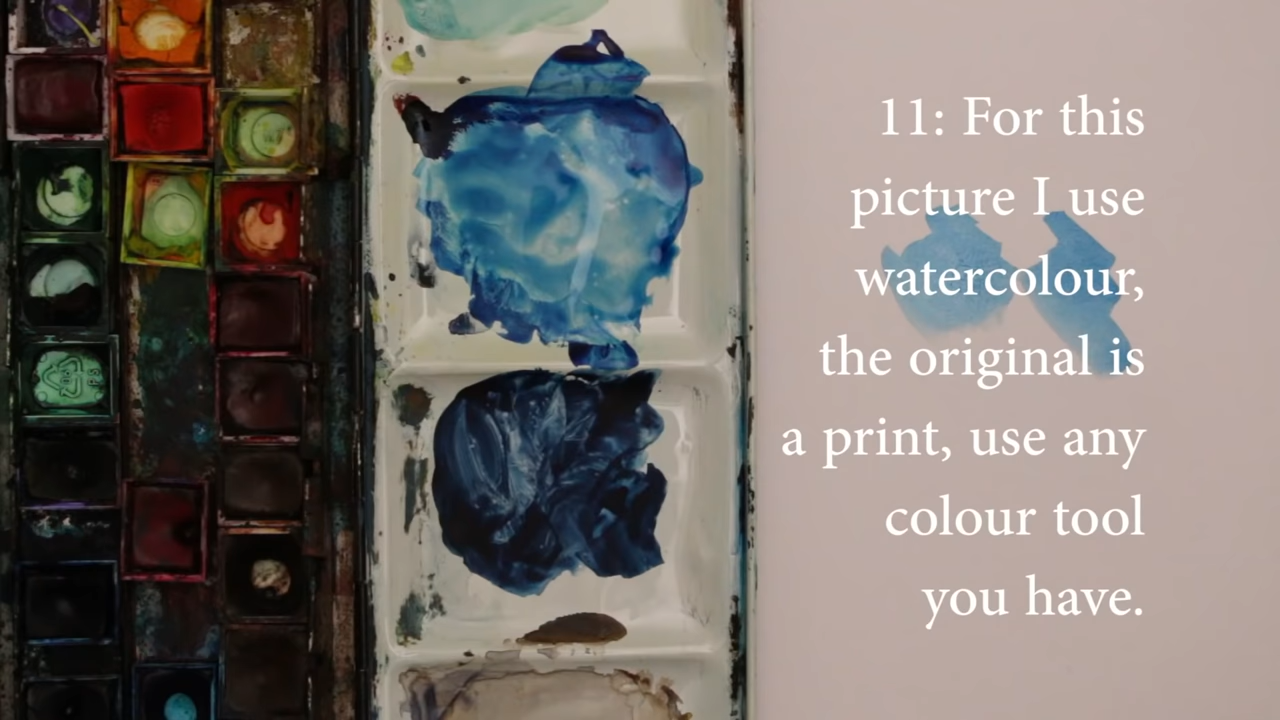 11: For this
picture I use
watercolour,
the original is
a print, use any
colour tool
you have.